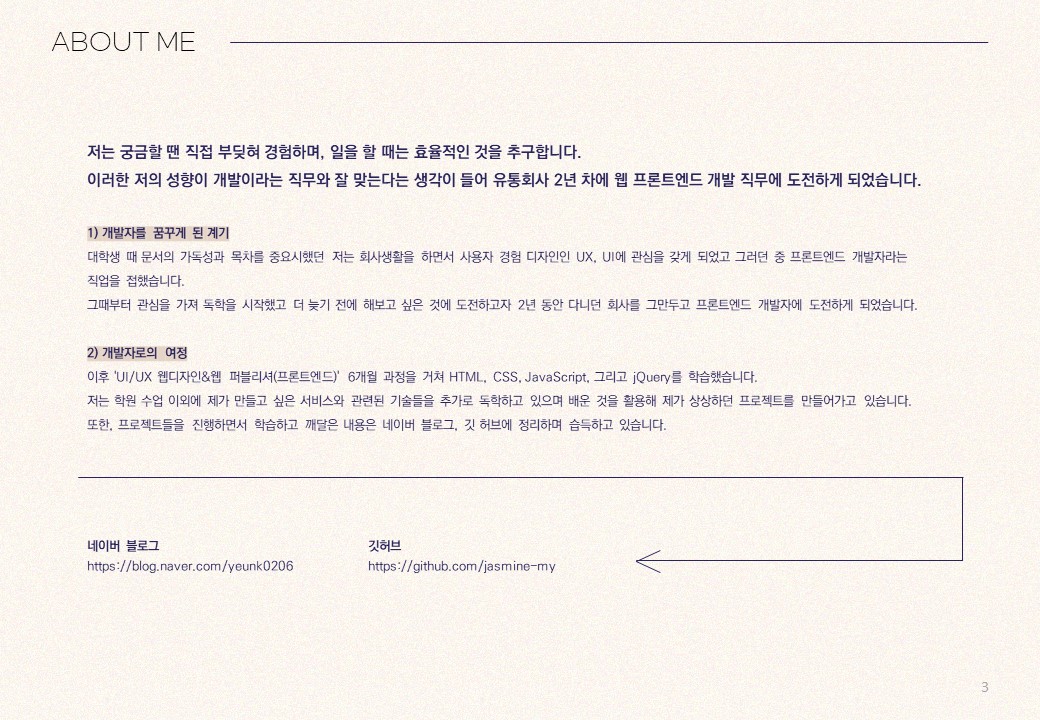 ABOUT ME
저는 궁금할 땐 직접 부딪혀 경험하며, 일을 할 때는 효율적인 것을 추구합니다.
이러한 저의 성향이 개발이라는 직무와 잘 맞는다는 생각이 들어 유통회사 2년 차에 웹 프론트엔드 개발 직무에 도전하게 되었습니다.
1) 개발자를 꿈꾸게 된 계기
대학생 때 문서의 가독성과 목차를 중요시했던 저는 회사생활을 하면서 사용자 경험 디자인인 UX, UI에 관심을 갖게 되었고 그러던 중 프론트엔드 개발자라는
직업을 접했습니다.
그때부터 관심을 가져 독학을 시작했고 더 늦기 전에 해보고 싶은 것에 도전하고자 2년 동안 다니던 회사를 그만두고 프론트엔드 개발자에 도전하게 되었습니다.
2) 개발자로의 여정
이후 'UI/UX 웹디자인&웹 퍼블리셔(프론트엔드)' 6개월 과정을 거쳐 HTML, CSS, JavaScript, 그리고 jQuery를 학습했습니다.
저는 학원 수업 이외에 제가 만들고 싶은 서비스와 관련된 기술들을 추가로 독학하고 있으며 배운 것을 활용해 제가 상상하던 프로젝트를 만들어가고 있습니다.
또한, 프로젝트들을 진행하면서 학습하고 깨달은 내용은 네이버 블로그, 깃 허브에 정리하며 습득하고 있습니다.
네이버 블로그 깃허브
https://blog.naver.com/yeunk0206 https://github.com/jasmine-my
3